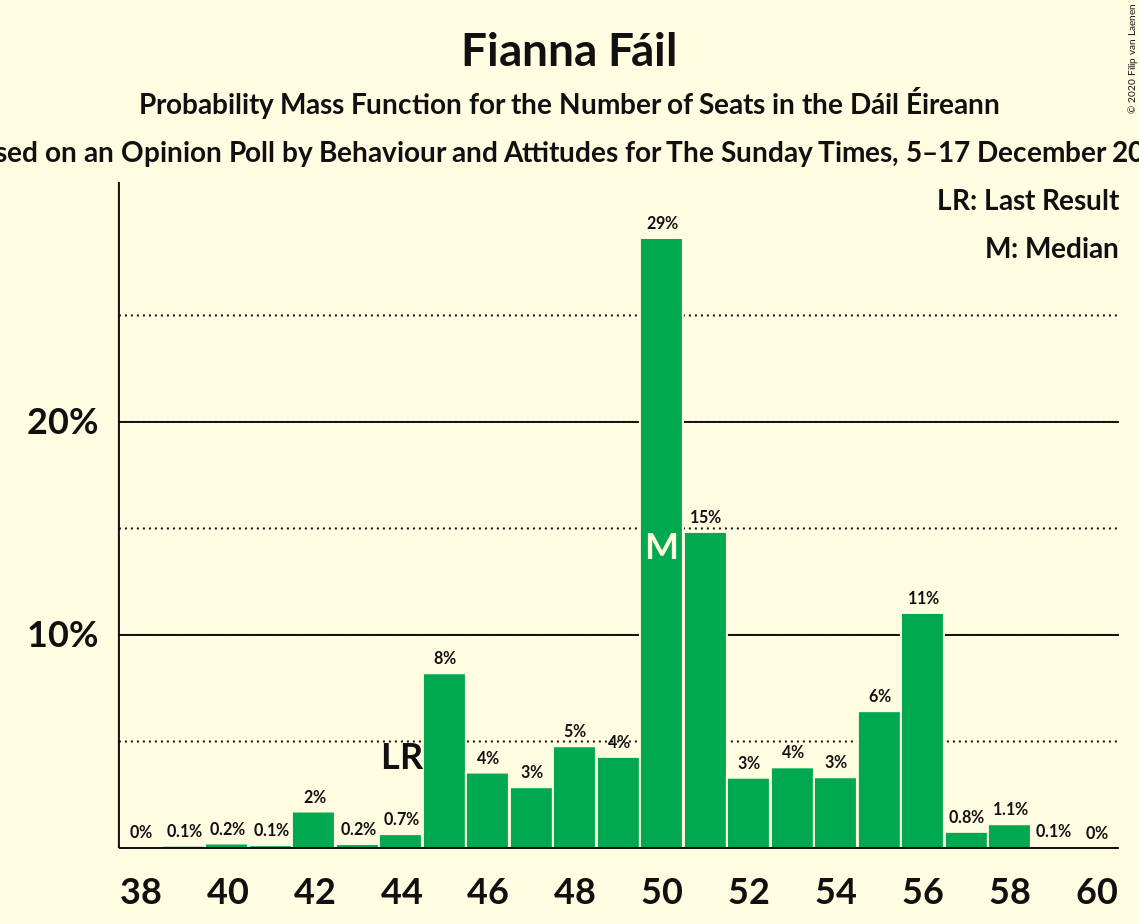 Fianna Fáil
Probability Mass Function for the Number of Seats in the Dáil Éireann
on an Opinion Poll by Behaviour and Attitudes for The Sunday Times, 5–17 December
© 2020 Filip van Laenen
LR: Last Result
M: Median
29%
20%
15%
M
11%
10%
8%
6%
LR
5%
4%
4%
3%
3%
4%
3%
2%
0%
0.1%
0.2%
0.1%
0.2%
0.7%
0.8%
1.1%
0.1%
0%
38 40 42 44 46 48 50 52 54 56 58 60